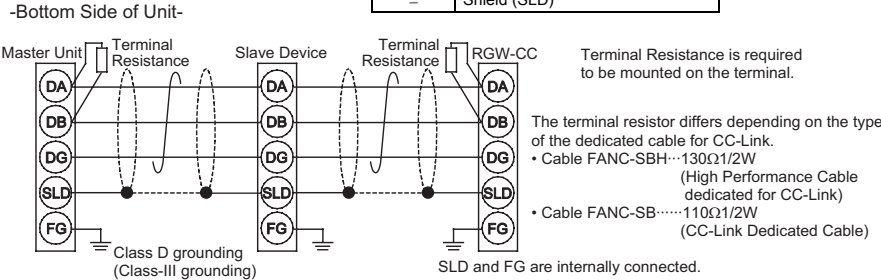 Shield (SLD)
-Bottom Side of Unit-
Master Unit
Terminal
Resistance
Slave Device
Terminal
Resistance
RGW-CC
Terminal Resistance is required
to be mounted on the terminal.
DA
DA
DA
DB
DB
DB
DG
DG
DG
SLD
SLD
SLD
FG
FG
FG
The terminal resistor differs depending on the type
of the dedicated cable for CC-Link.
• Cable FANC-SBH···130Ω1/2W
(High Performance Cable
dedicated for CC-Link)
• Cable FANC-SB······110Ω1/2W
(CC-Link Dedicated Cable)
Class D grounding
(Class-III grounding)
SLD and FG are internally connected.